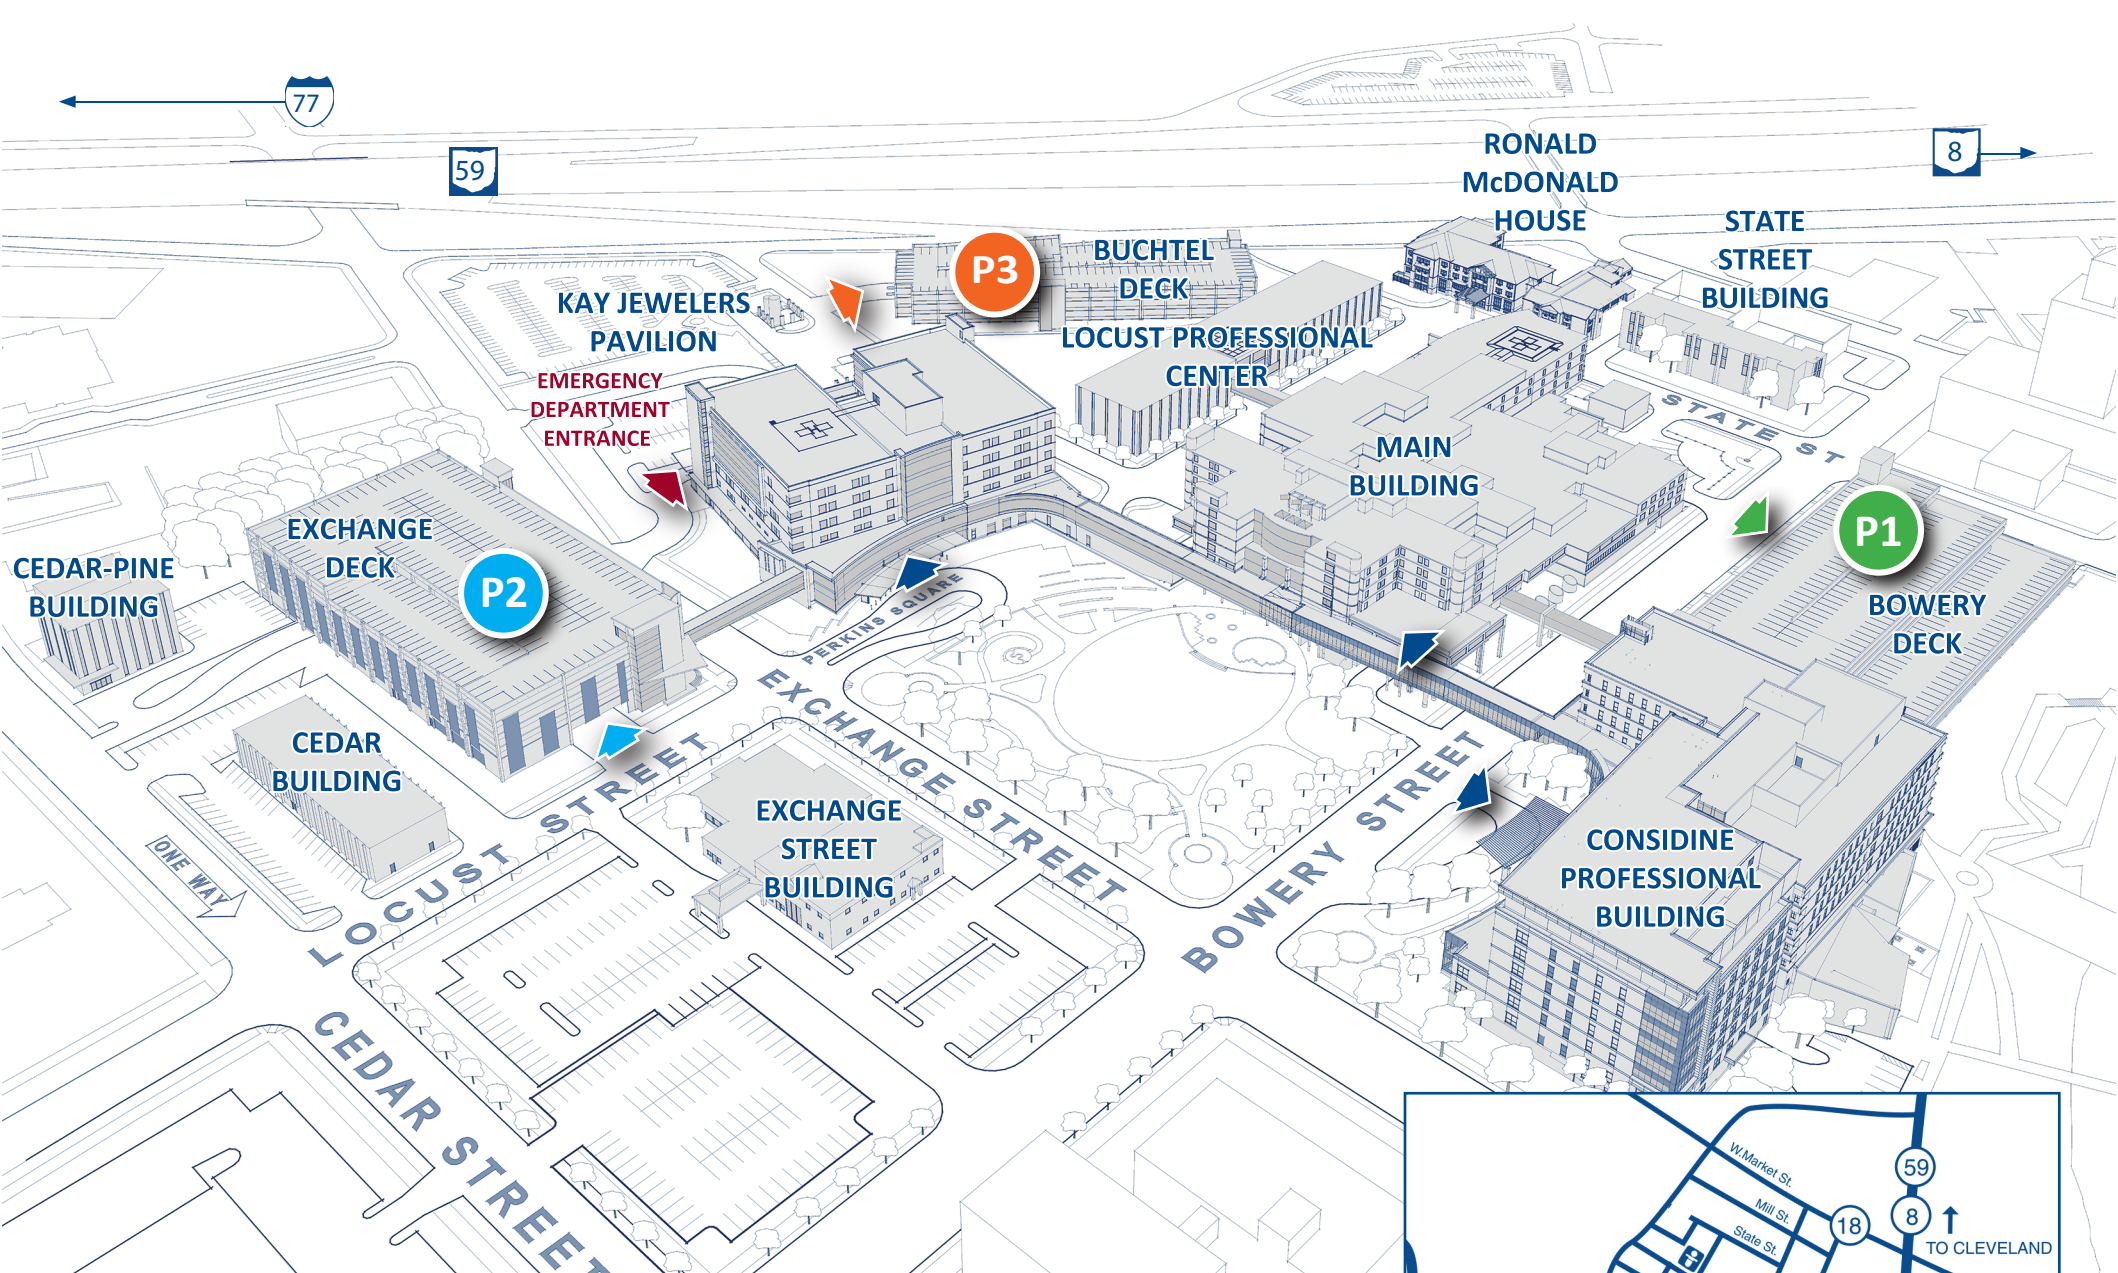 77
59
8
RONALD
McDONALD
HOUSE
STATE
STREET
BUILDING
P3
BUCHTEL
DECK
KAY JEWELERS
PAVILION
LOCUST PROFESSIONAL
CENTER
EMERGENCY
DEPARTMENT
ENTRANCE
STATE ST
MAIN
BUILDING
EXCHANGE
DECK
P2
P1
BOWERY
DECK
CEDAR-PINE
BUILDING
PERKINS SQUARE
EXCHANGE STREET
CEDAR
BUILDING
LOCUST STREET
EXCHANGE
STREET
BUILDING
BOWERY STREET
CONSIDINE
PROFESSIONAL
BUILDING
ONE WAY
CEDAR STREET
W.Market St.
59
Mill St.
18
8
State St.
TO CLEVELAND